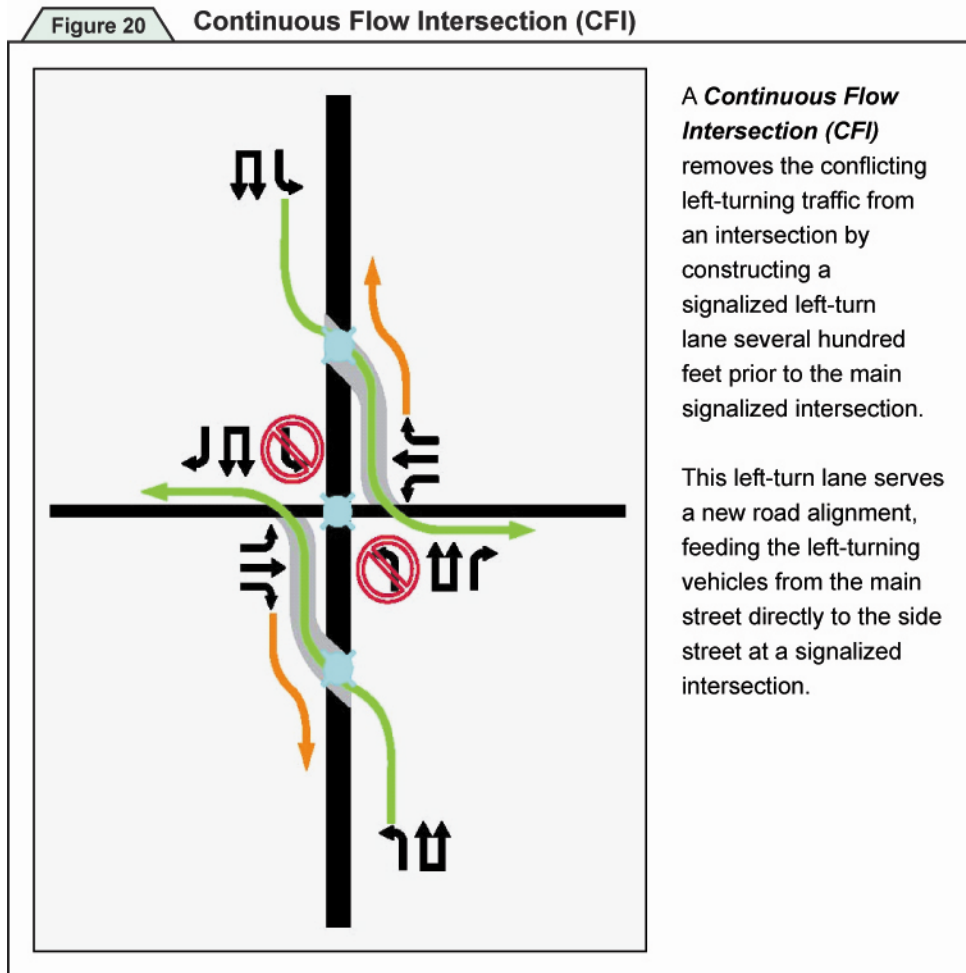 Figure 20 Continuous Flow Intersection (CFI)
A Continuous Flow
Intersection (CFI)
removes the conflicting
left-turning traffic from
an intersection by
constructing a
signalized left-turn
lane several hundred
feet prior to the main
signalized intersection.
This left-turn lane serves
a new road alignment,
feeding the left-turning
vehicles from the main
street directly to the side
street at a signalized
intersection.